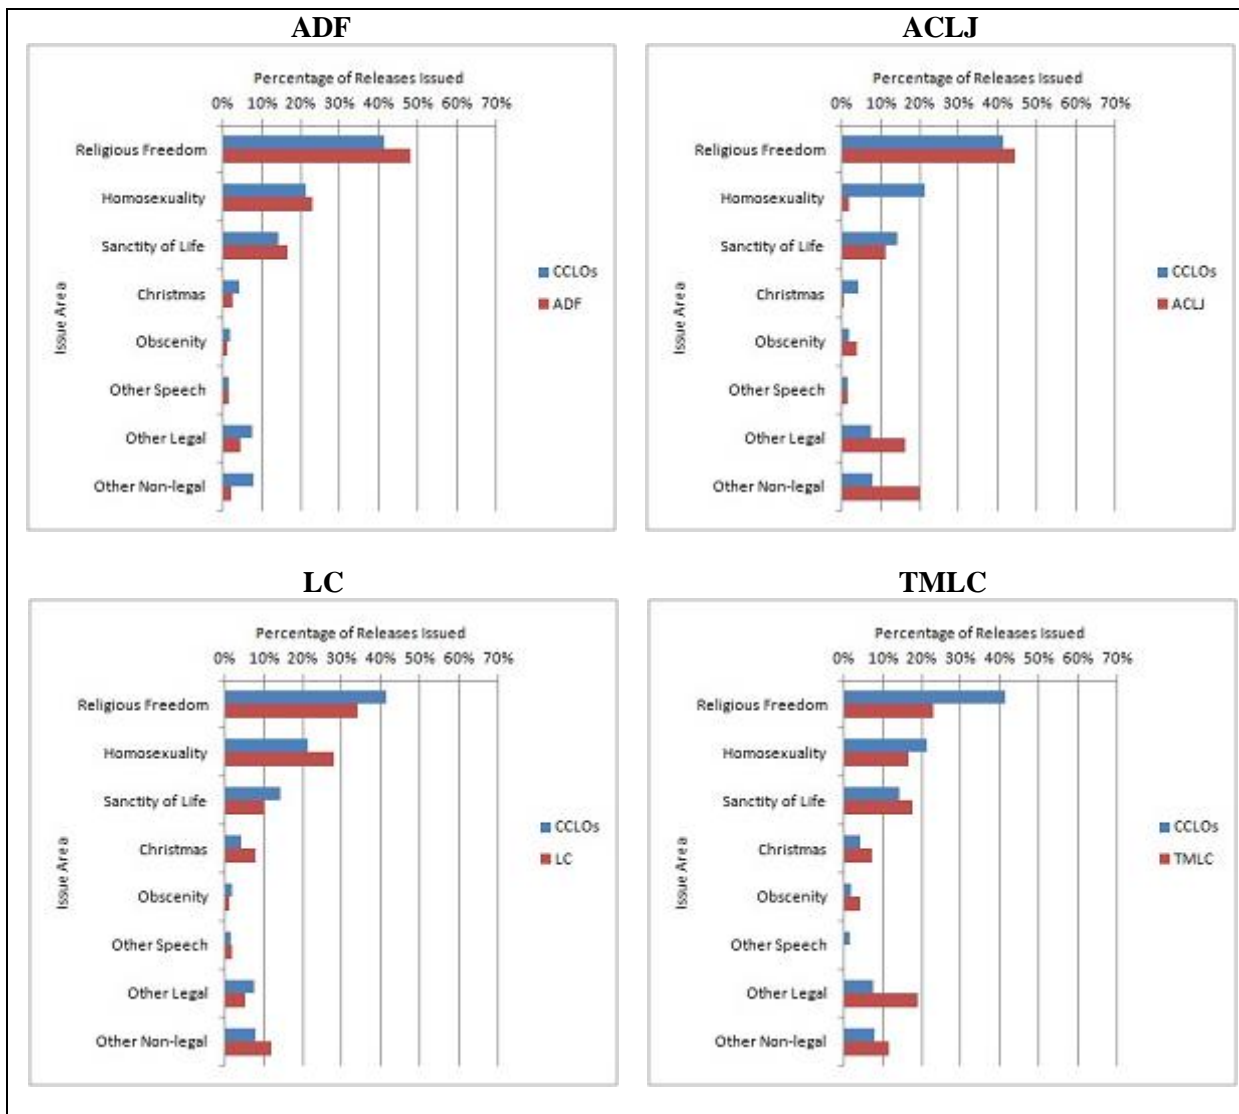 ADF
Percentage of Releases Issued
0% 10% 20% 30% 40% 50% 60% 70%
Religious Freedom
Homosexuality
Sanctity of Life
Christmas
Obscenity
Other Speech
Other Legal
Other Non-legal
Issue Area
CCLOs
ADF
ACLJ
Percentage of Releases Issued
0% 10% 20% 30% 40% 50% 60% 70%
Religious Freedom
Homosexuality
Sanctity of Life
Christmas
Obscenity
Other Speech
Other Legal
Other Non-legal
Issue Area
CCLOs
ACLJ
LC
Percentage of Releases Issued
0% 10% 20% 30% 40% 50% 60% 70%
Religious Freedom
Homosexuality
Sanctity of Life
Christmas
Obscenity
Other Speech
Other Legal
Other Non-legal
Issue Area
CCLOs
LC
TMLC
Percentage of Releases Issued
0% 10% 20% 30% 40% 50% 60% 70%
Religious Freedom
Homosexuality
Sanctity of Life
Christmas
Obscenity
Other Speech
Other Legal
Other Non-legal
Issue Area
CCLOs
TMLC